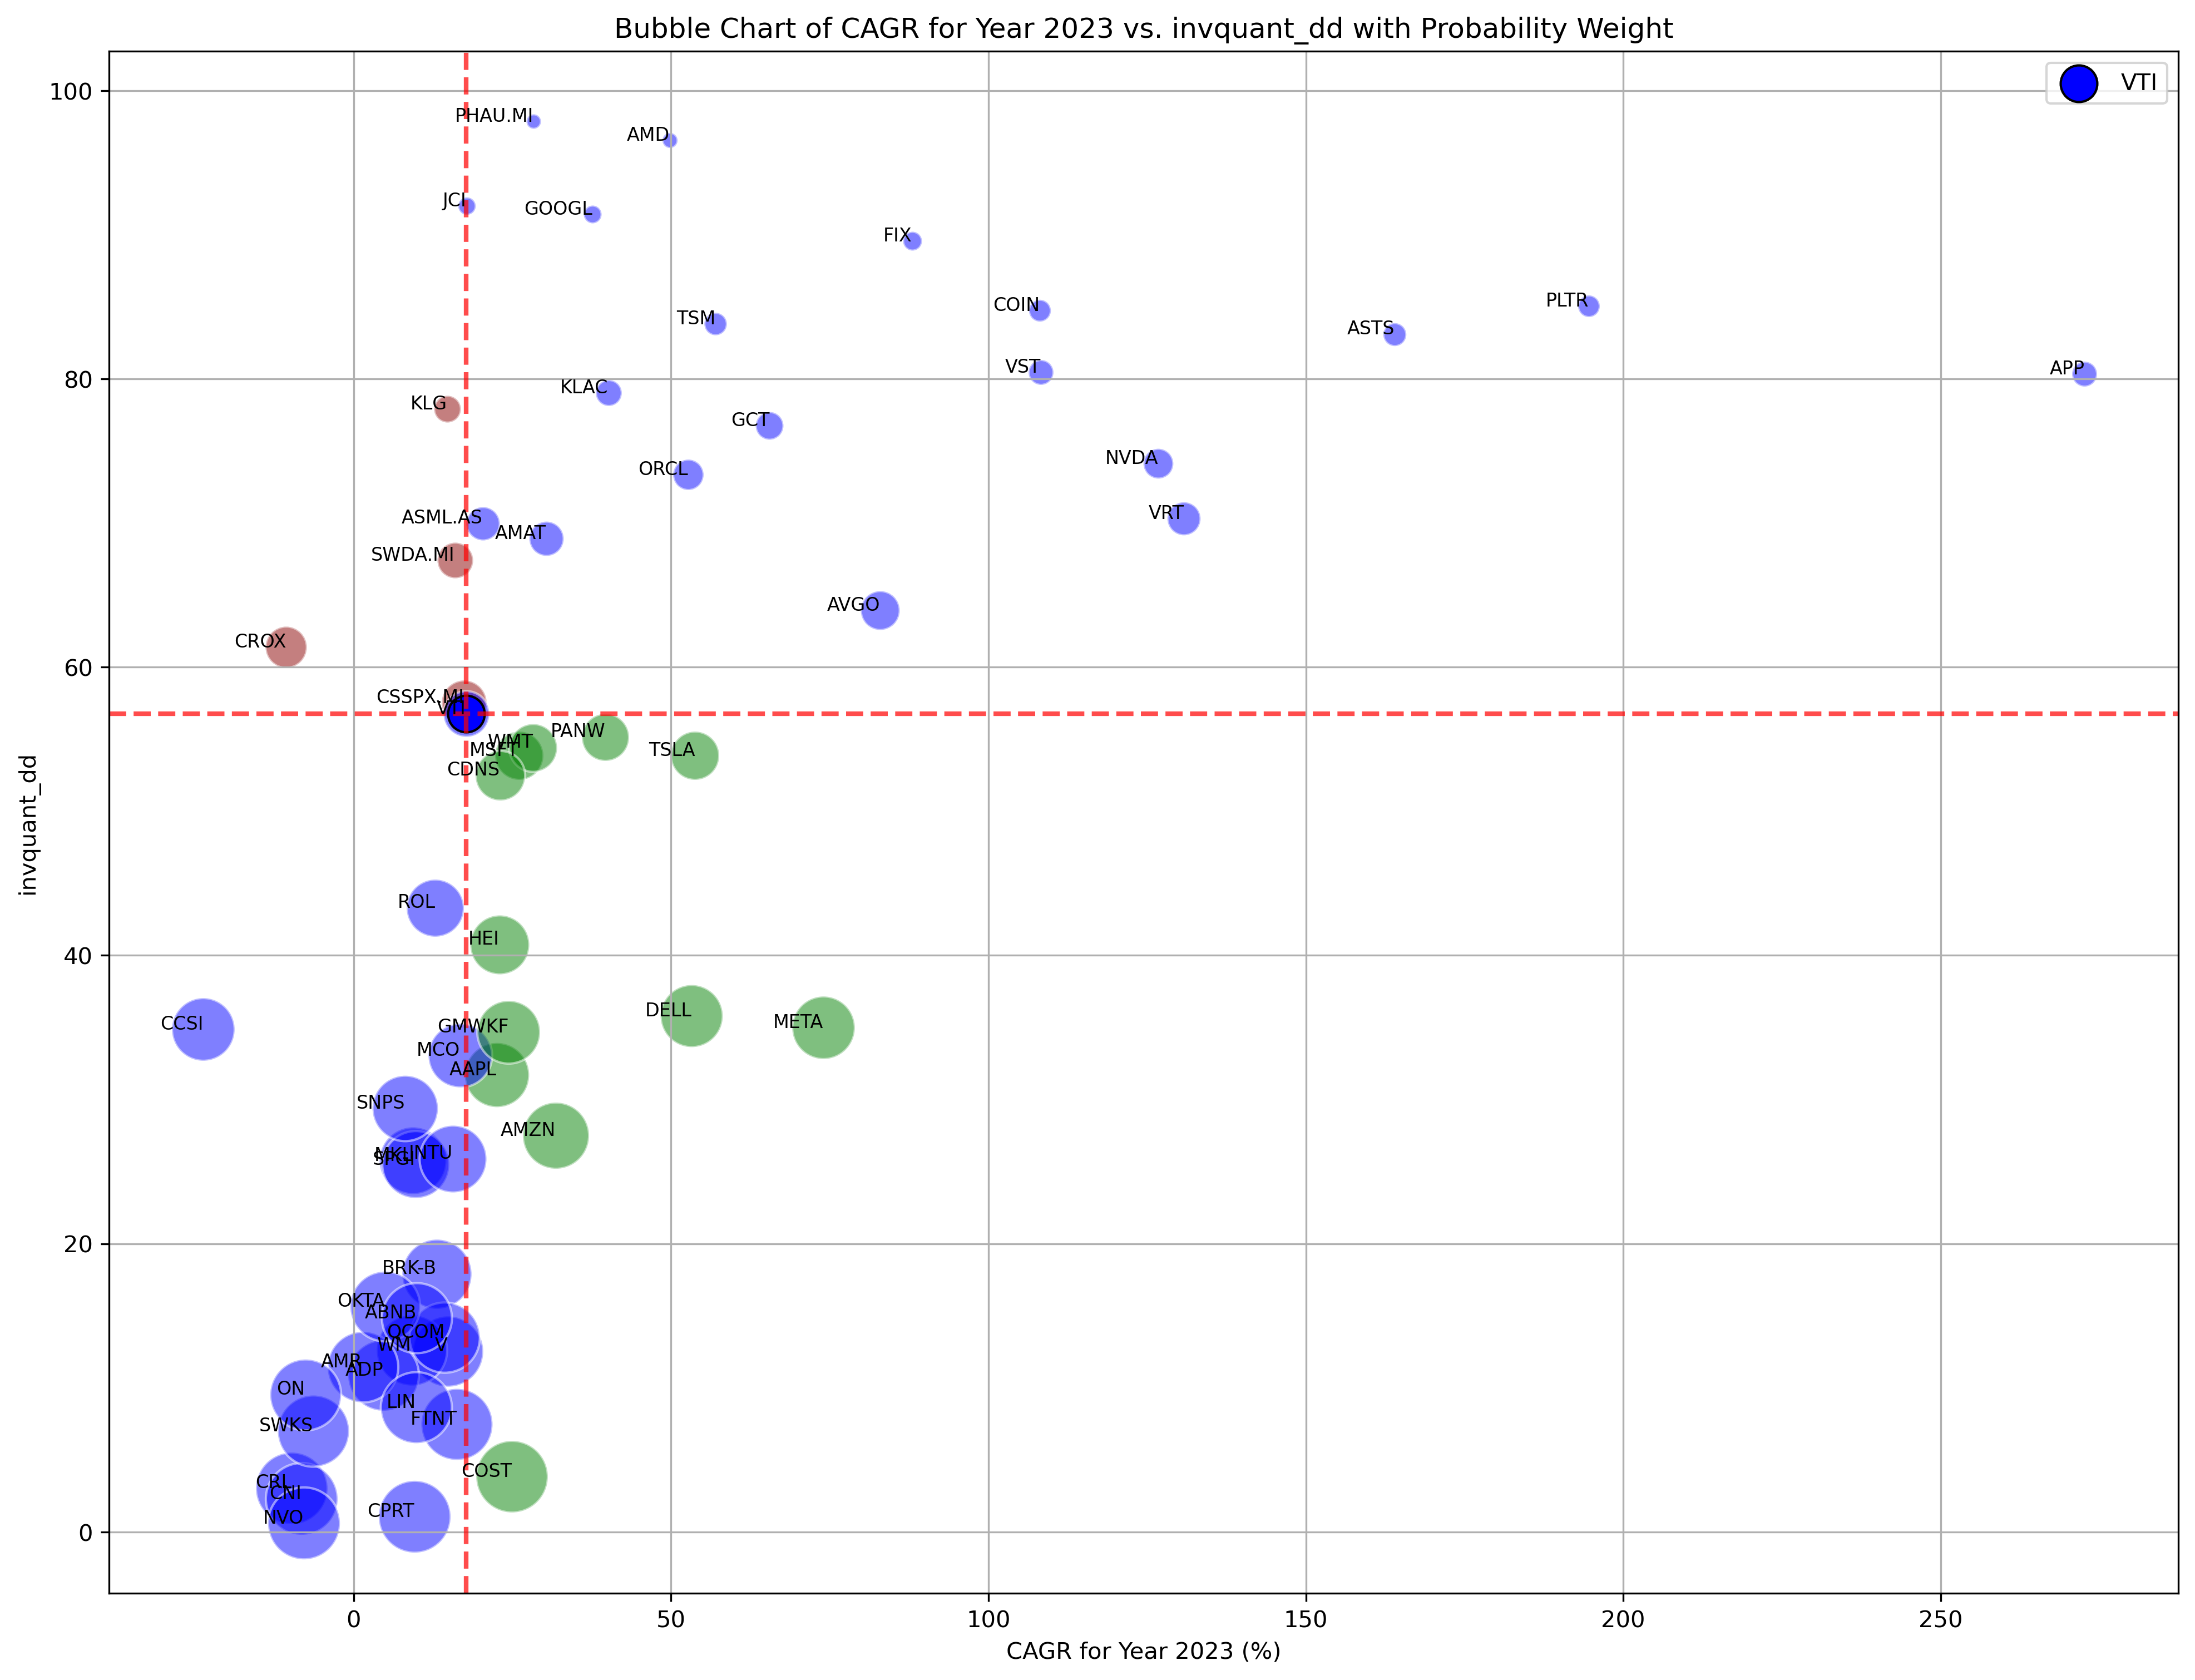 Bubble Chart of CAGR for Year 2023 vs. invquant_dd with Probability Weight
VTI
100
80
60
40
20
0
invquant_dd
PHAU.MI
AMD
JCI
GOOGL
FIX
COIN
PLTR
TSM
ASTS
VST
APP
KLAC
KLG
GCT
NVDA
ORCL
VRT
ASML.AS
AMAT
SWDA.MI
AVGO
CROX
CSSPX.MI
VTI
PANW
WMT
MSFT
TSLA
CDNS
ROL
HEI
DELL
META
CCSI
GMWKF
MCO
AAPL
SNPS
AMZN
INTU
SPGI
BRK-B
OKTA
ABNB
QCOM
WM
V
AMR
ADP
ON
LIN
FTNT
SWKS
COST
CRL
CNI
CPRT
NVO
0
50
100
150
200
250
CAGR for Year 2023 (%)